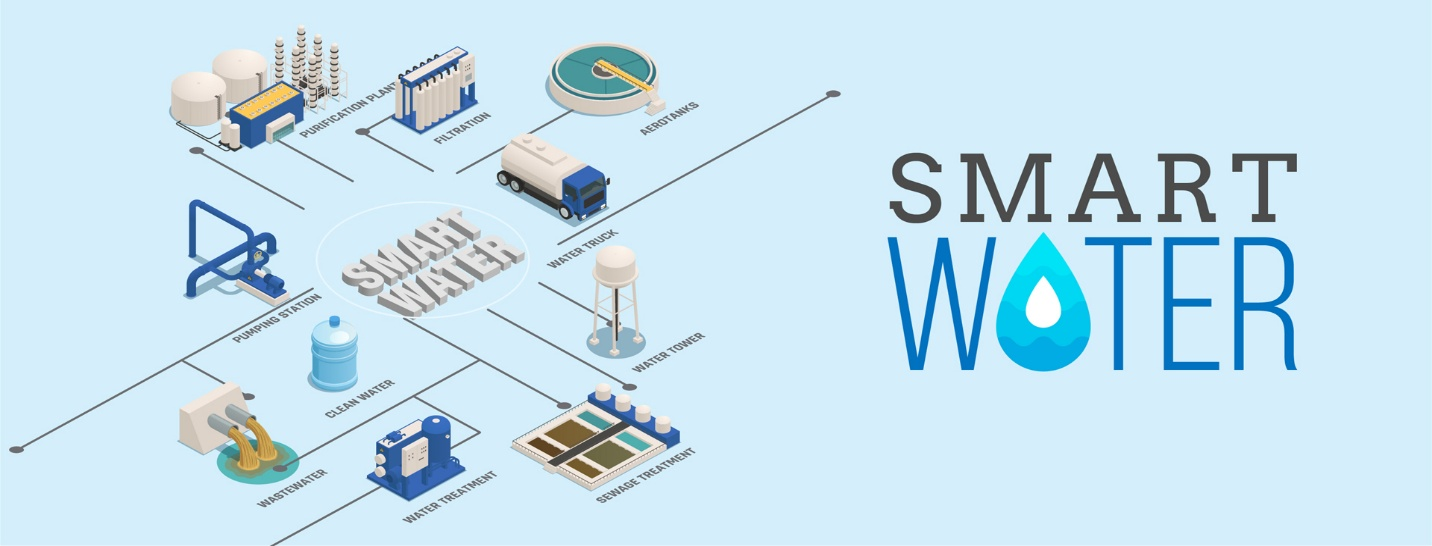 PURIFICATION PLANT
FILTRATION
AEROTANKS
WATER TRUCK
SMART
WATER
PUMPING STATION
CLEAN WATER
WATER TOWER
WASTEWATER
WATER TREATMENT
SEWAGE TREATMENT
SMART
WATER